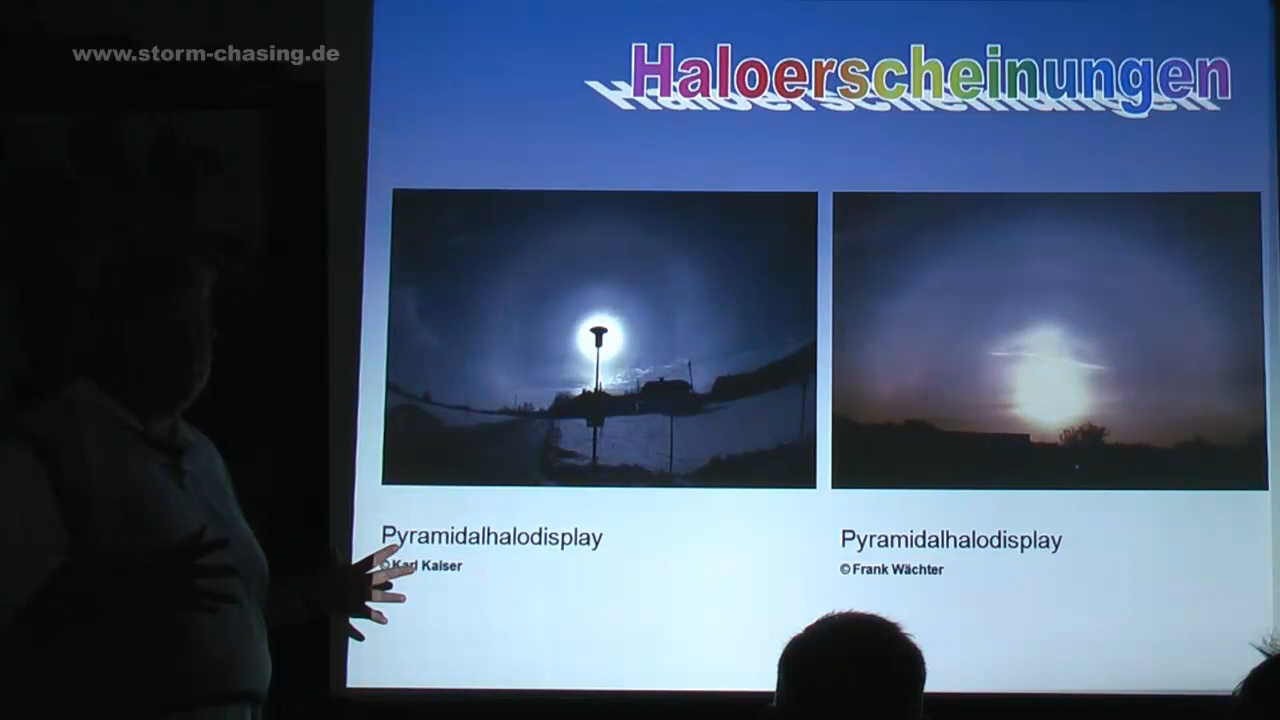 www.storm-chasing.de
Haloerscheinungen
Pyramidalhalodisplay
© Karl Kaiser
Pyramidalhalodisplay
© Frank Wächter